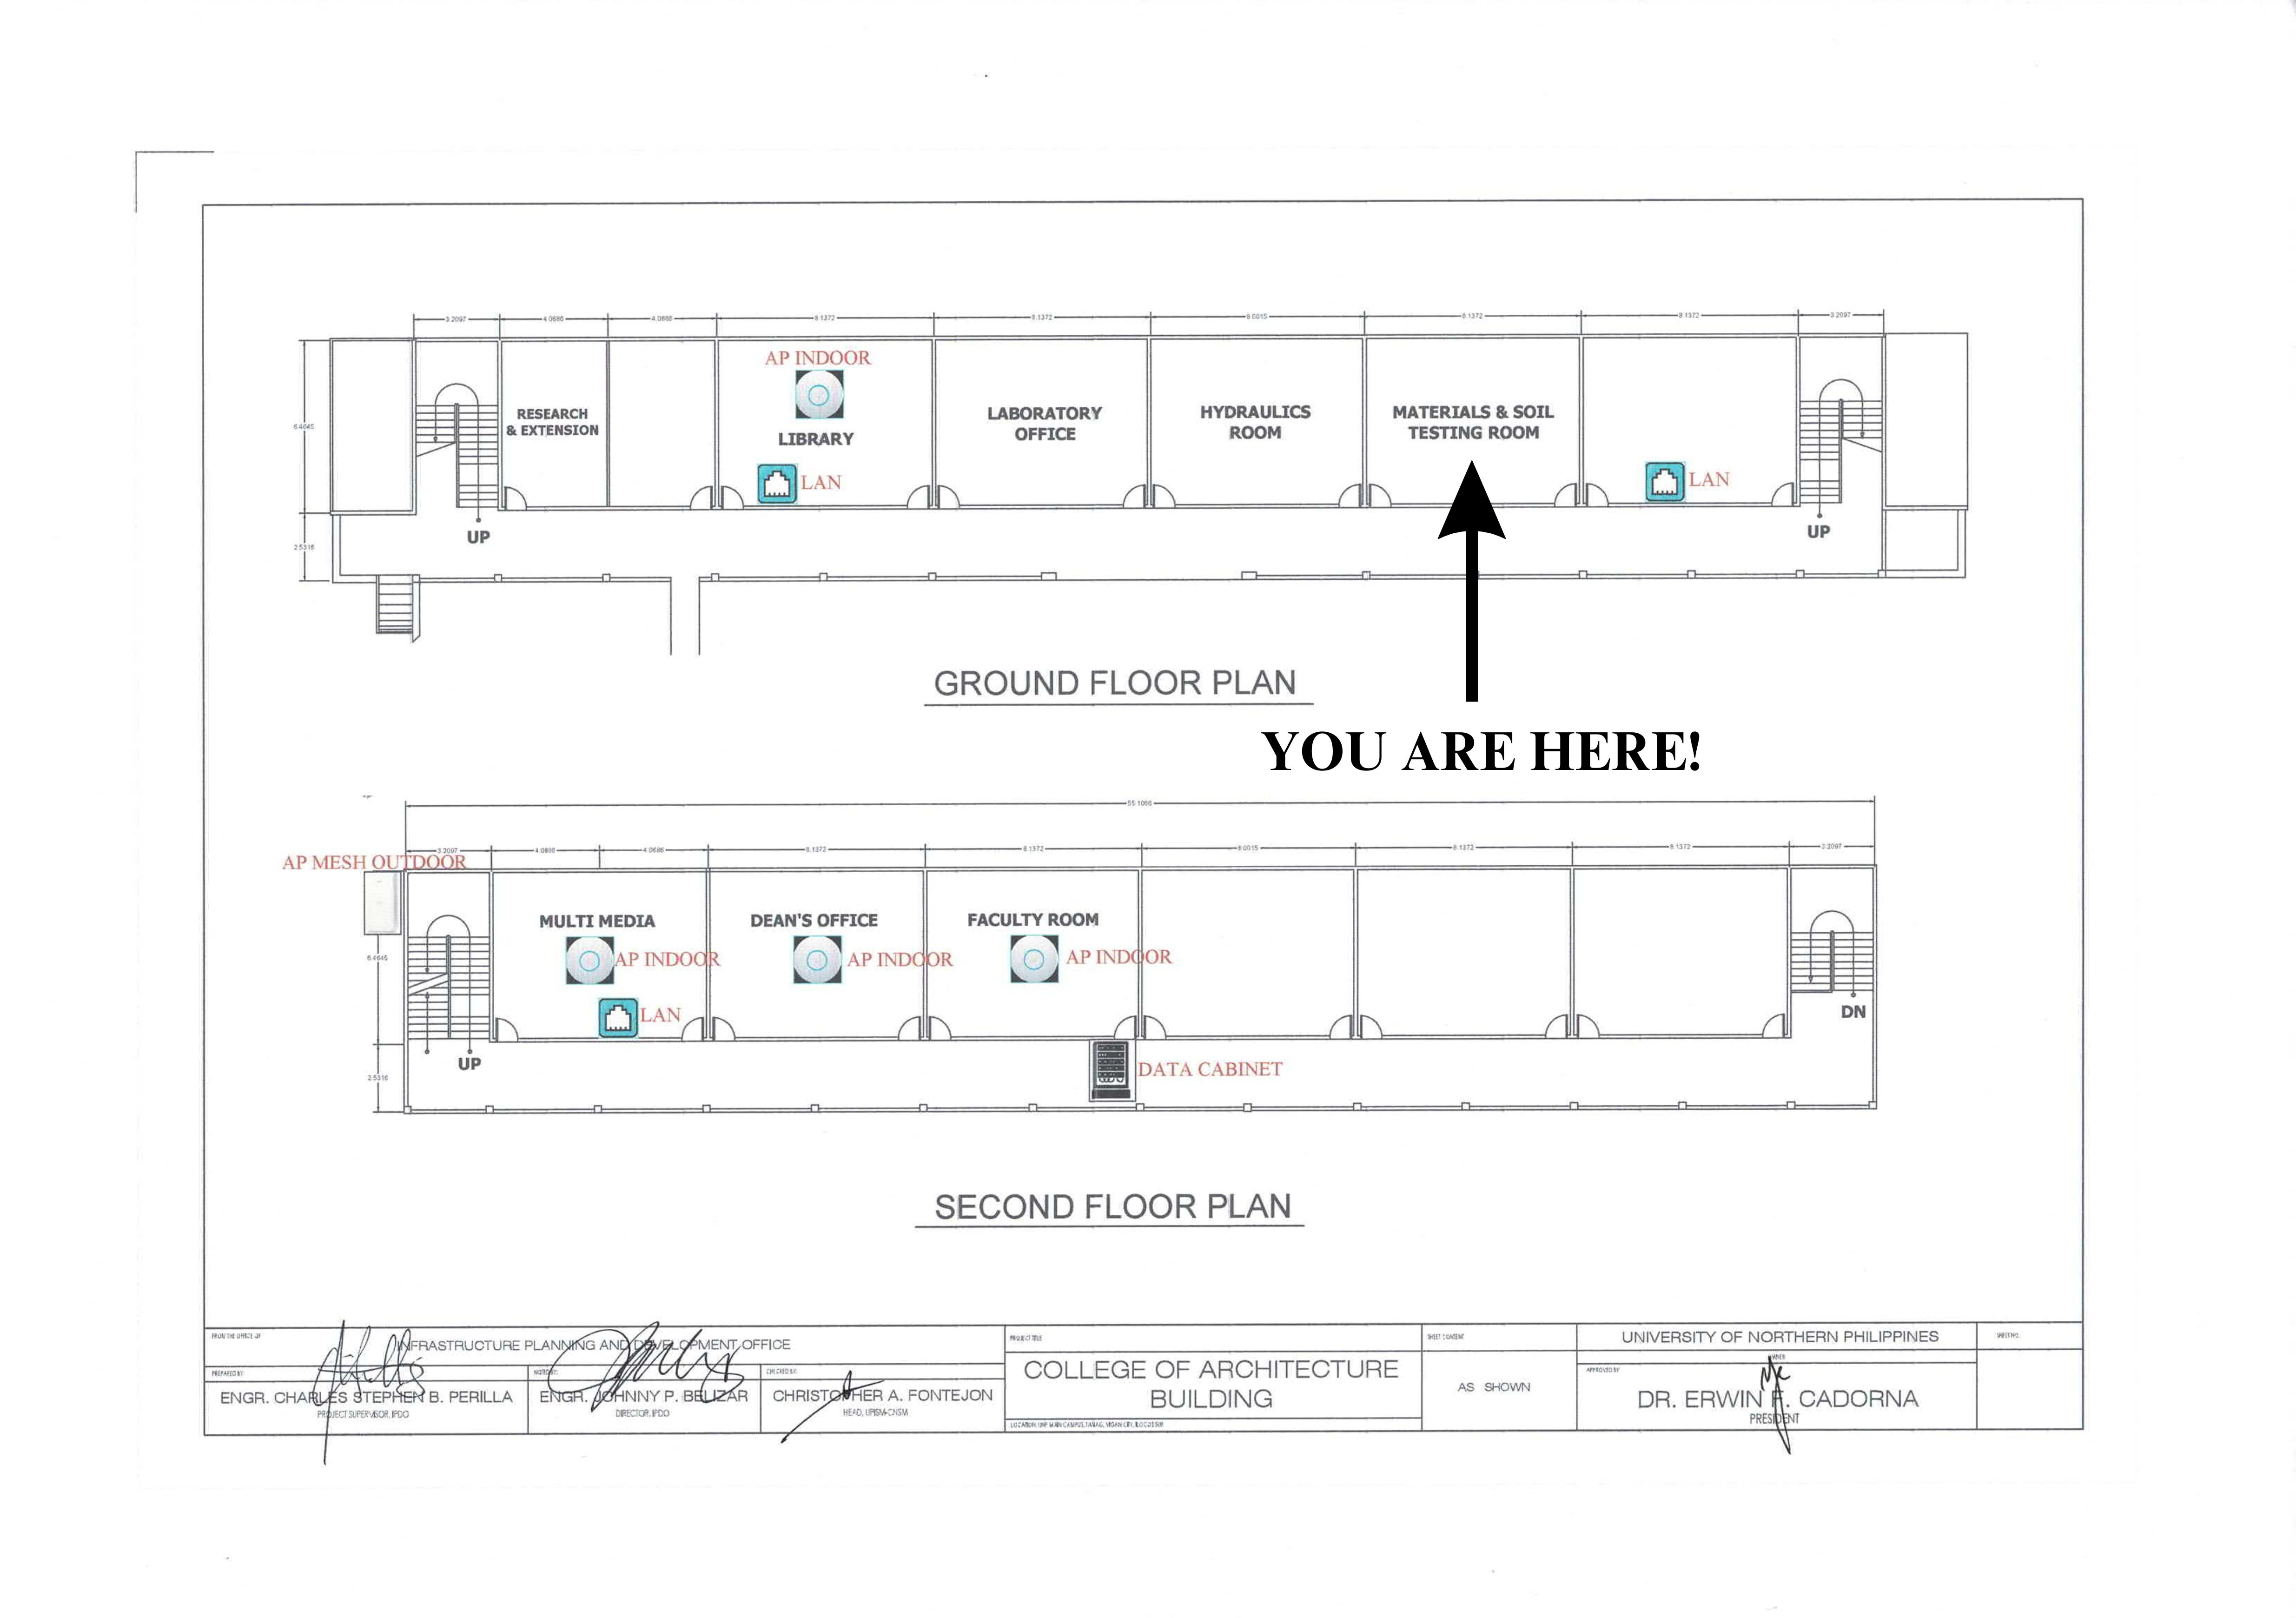 3.2097 4.0686 4.0686 8.1372 8.1372 8.0015 8.1372 8.1372 3.2097
6.4645
2.5316
AP INDOOR
LIBRARY
LAN
RESEARCH
& EXTENSION
LABORATORY
OFFICE
HYDRAULICS
ROOM
MATERIALS & SOIL
TESTING ROOM
LAN
UP
UP
GROUND FLOOR PLAN
YOU ARE HERE!
55.1006
3.2097 4.0686 4.0686 8.1372 8.1372 8.0015 8.1372 8.1372 3.2097
AP MESH OUTDOOR
6.4645
2.5316
MULTI MEDIA
AP INDOOR
LAN
DEAN'S OFFICE
AP INDOOR
FACULTY ROOM
AP INDOOR
DN
UP
DATA CABINET
SECOND FLOOR PLAN
FROM THE OFFICE OF
INFRASTRUCTURE PLANNING AND DEVELOPMENT OFFICE
PREPARED BY:
ENGR. CHARLES STEPHEN B. PERILLA
PROJECT SUPERVISOR, IPDO
NOTED BY:
ENGR. JOHNNY P. BELIZAR
DIRECTOR, IPDO
CHECKED BY:
CHRISTOPHER A. FONTEJON
HEAD, UPISM-CNSM
PROJECT TITLE
COLLEGE OF ARCHITECTURE
BUILDING
LOCATION: UNP MAIN CAMPUS, TAMAG, VIGAN CITY, ILOCOS SUR
SHEET CONTENT
AS SHOWN
UNIVERSITY OF NORTHERN PHILIPPINES
OWNER
APPROVED BY
DR. ERWIN F. CADORNA
PRESIDENT
SHEET NO.